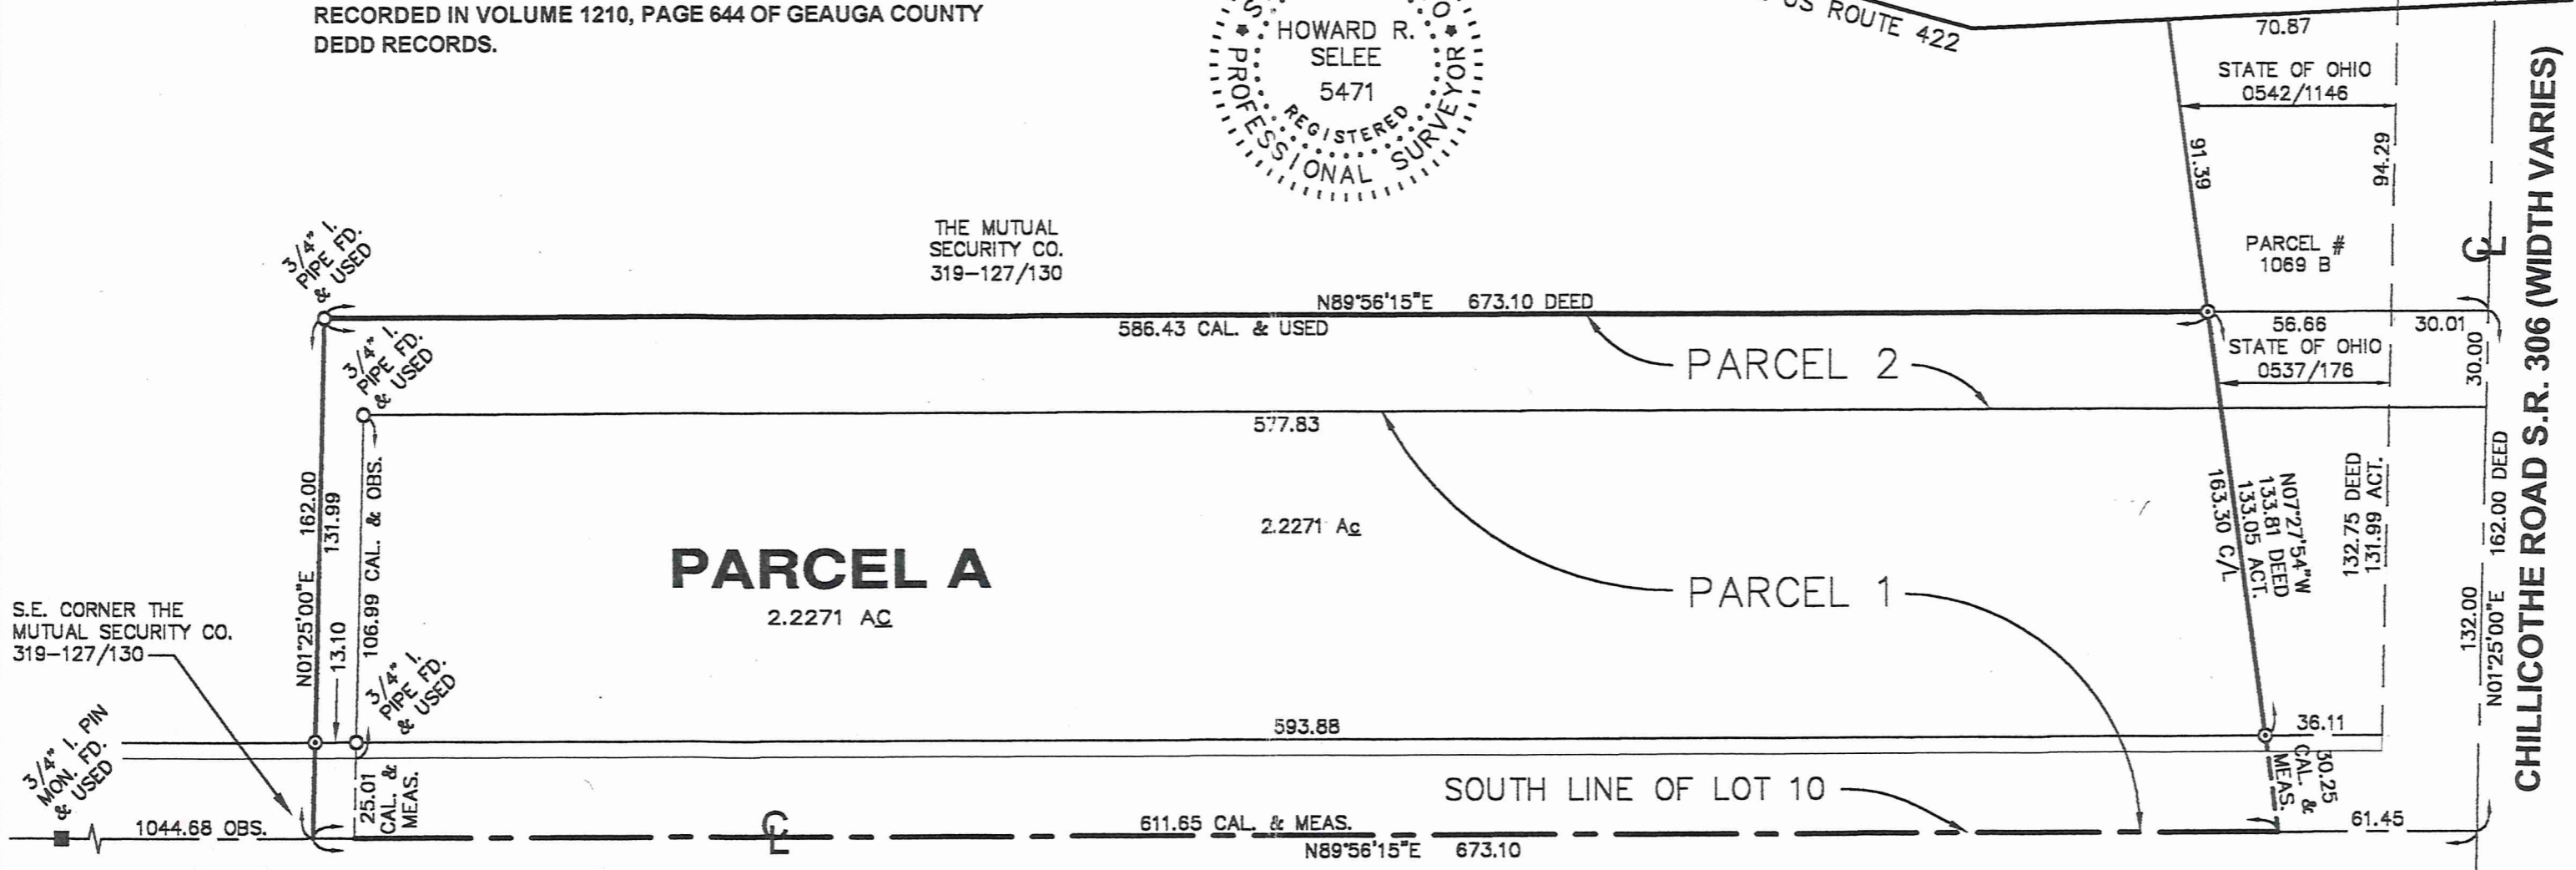 RECORDED IN VOLUME 1210, PAGE 644 OF GEAUGA COUNTY
DEDD RECORDS.
HOWARD R.
SELEE
5471
REGISTERED
PROFESSIONAL SURVEYOR
US ROUTE 422
70.87
STATE OF OHIO
0542/1146
91.39
94.29
PARCEL #
1069 B
CL
CHILLICOTHE ROAD S.R. 306 (WIDTH VARIES)
THE MUTUAL
SECURITY CO.
319-127/130
3/4" I.
PIPE FD.
& USED
N89°56'15"E 673.10 DEED
586.43 CAL. & USED
56.66
30.01
30.00
STATE OF OHIO
0537/176
PARCEL 2
3/4" I.
PIPE FD.
& USED
577.83
N01°25'00"E 162.00
131.99
13.10
106.99 CAL. & OBS.
2.2271 Ac
PARCEL A
2.2271 AC
PARCEL 1
N07°27'54"W
133.81 DEED
133.05 ACT.
163.30 C/L
132.75 DEED
131.99 ACT.
132.00
N01°25'00"E 162.00 DEED
S.E. CORNER THE
MUTUAL SECURITY CO.
319-127/130
3/4" I.
PIPE FD.
& USED
593.88
36.11
3/4" I. PIN
MON. FD.
& USED
25.01
CAL. &
MEAS.
SOUTH LINE OF LOT 10
30.25
CAL. &
MEAS.
1044.68 OBS.
CL
611.65 CAL. & MEAS.
61.45
N89°56'15"E 673.10